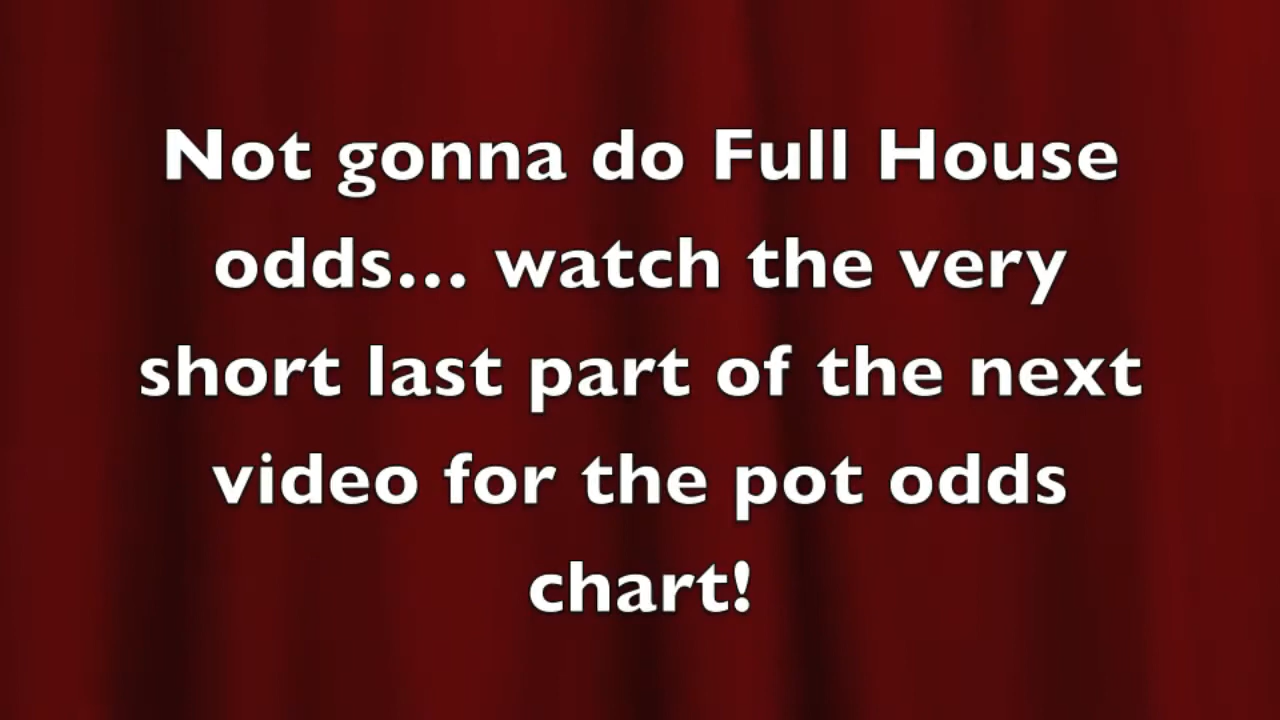 Not gonna do Full House
odds... watch the very
short last part of the next
video for the pot odds
chart!